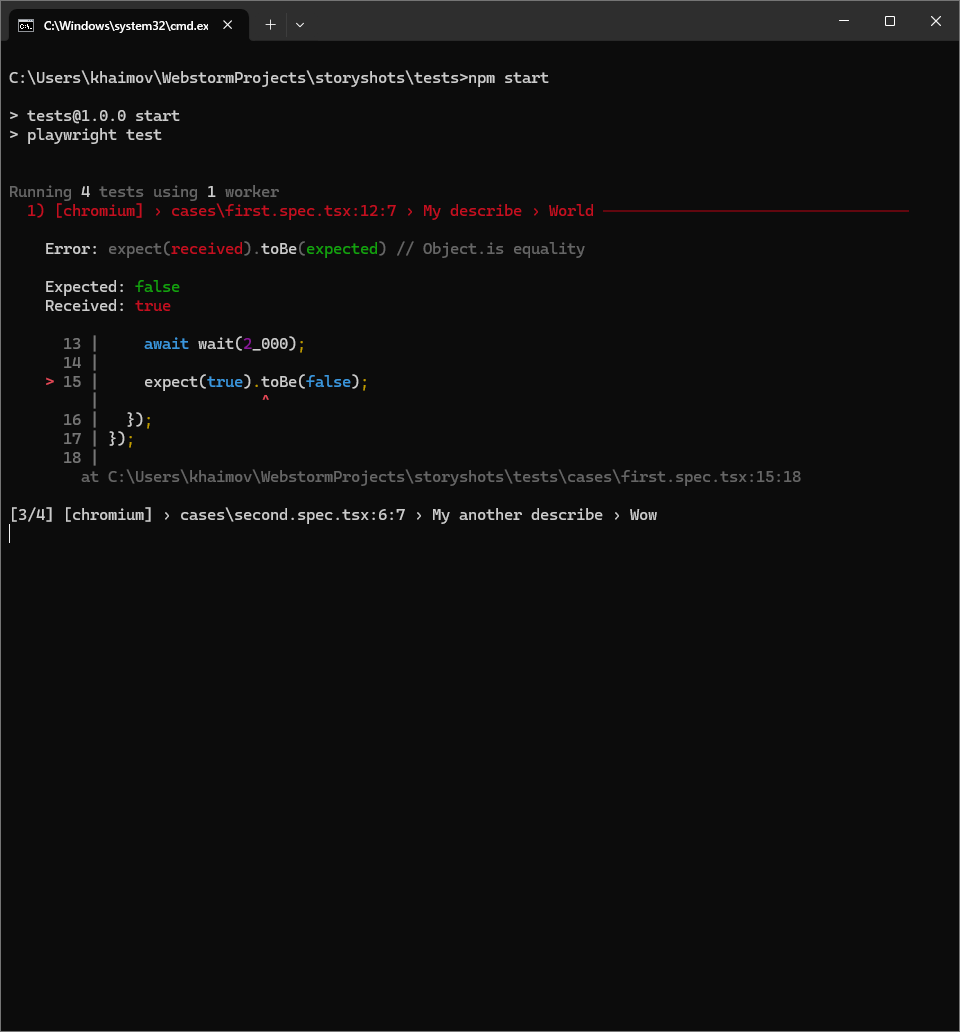 C:\Windows\system32\cmd.ex
C:\Users\khaimov\WebstormProjects\storyshots\tests>npm start
> tests@1.0.0 start
> playwright test
Running 4 tests using 1 worker
1) [chromium] › cases\first.spec.tsx:12:7 › My describe › World ──────────────────────────────────
Error: expect(received).toBe(expected) // Object.is equality
Expected: false
Received: true
13 |     await wait(2_000);
14 |
> 15 |     expect(true).toBe(false);
|                  ^
16 |   });
17 | });
18 |
at C:\Users\khaimov\WebstormProjects\storyshots\tests\cases\first.spec.tsx:15:18
[3/4] [chromium] › cases\second.spec.tsx:6:7 › My another describe › Wow